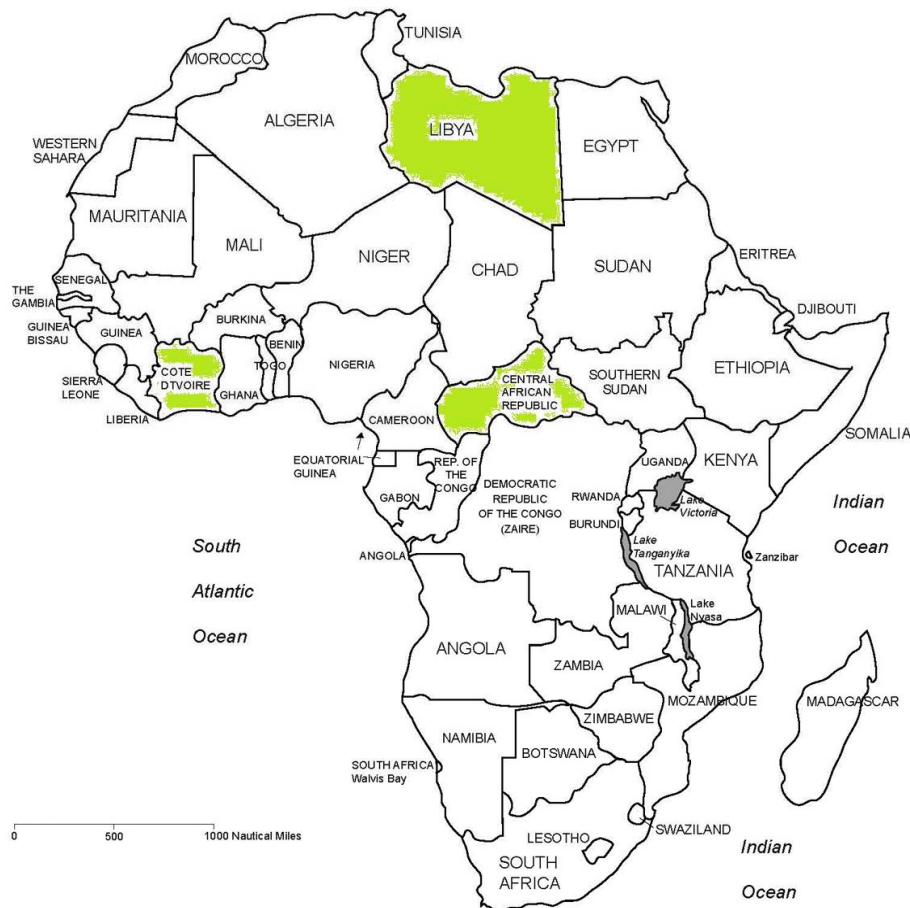 TUNISIA
MOROCCO
ALGERIA
LIBYA
EGYPT
WESTERN
SAHARA
MAURITANIA
MALI
NIGER
CHAD
SUDAN
ERITREA
SENEGAL
THE
GAMBIA
DJIBOUTI
GUINEA
BISSAU
GUINEA
BURKINA
BENIN
TOGO
NIGERIA
ETHIOPIA
COTE
DTVOIRE
GHANA
CENTRAL
AFRICAN
REPUBLIC
SOUTHERN
SUDAN
SIERRA
LEONE
LIBERIA
CAMEROON
SOMALIA
EQUATORIAL
GUINEA
REP. OF
THE
CONGO
UGANDA
KENYA
GABON
DEMOCRATIC
REPUBLIC
OF THE CONGO
(ZAIRE)
RWANDA
BURUNDI
Lake
Victoria
Indian
Ocean
South
Atlantic
Ocean
ANGOLA
Lake
Tanganyika
TANZANIA
Zanzibar
MALAWI
Lake
Nyasa
ANGOLA
ZAMBIA
MOZAMBIQUE
MADAGASCAR
NAMIBIA
ZIMBABWE
BOTSWANA
SOUTH AFRICA
Walvis Bay
0 500 1000 Nautical Miles
LESOTHO
SWAZILAND
SOUTH
AFRICA
Indian
Ocean